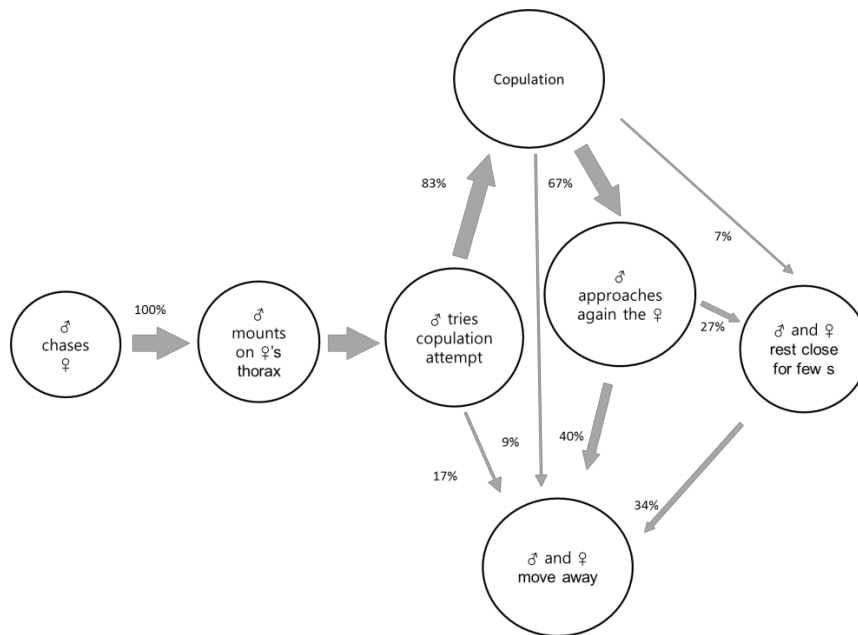 Copulation
83%
67%
7%
♂
approaches
again the ♀
100%
27%
♂
chases
♀
♂
mounts
on ♀'s
thorax
♂ tries
copulation
attempt
♂ and ♀
rest close
for few s
40%
9%
17%
34%
♂ and ♀
move away